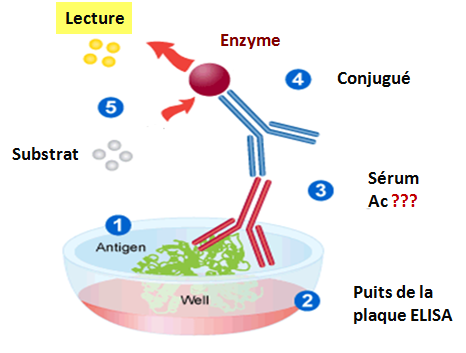 Lecture
Enzyme
4
Conjugué
5
Substrat
3
Sérum
Ac ???
1
Antigen
Well
2
Puits de la
plaque ELISA